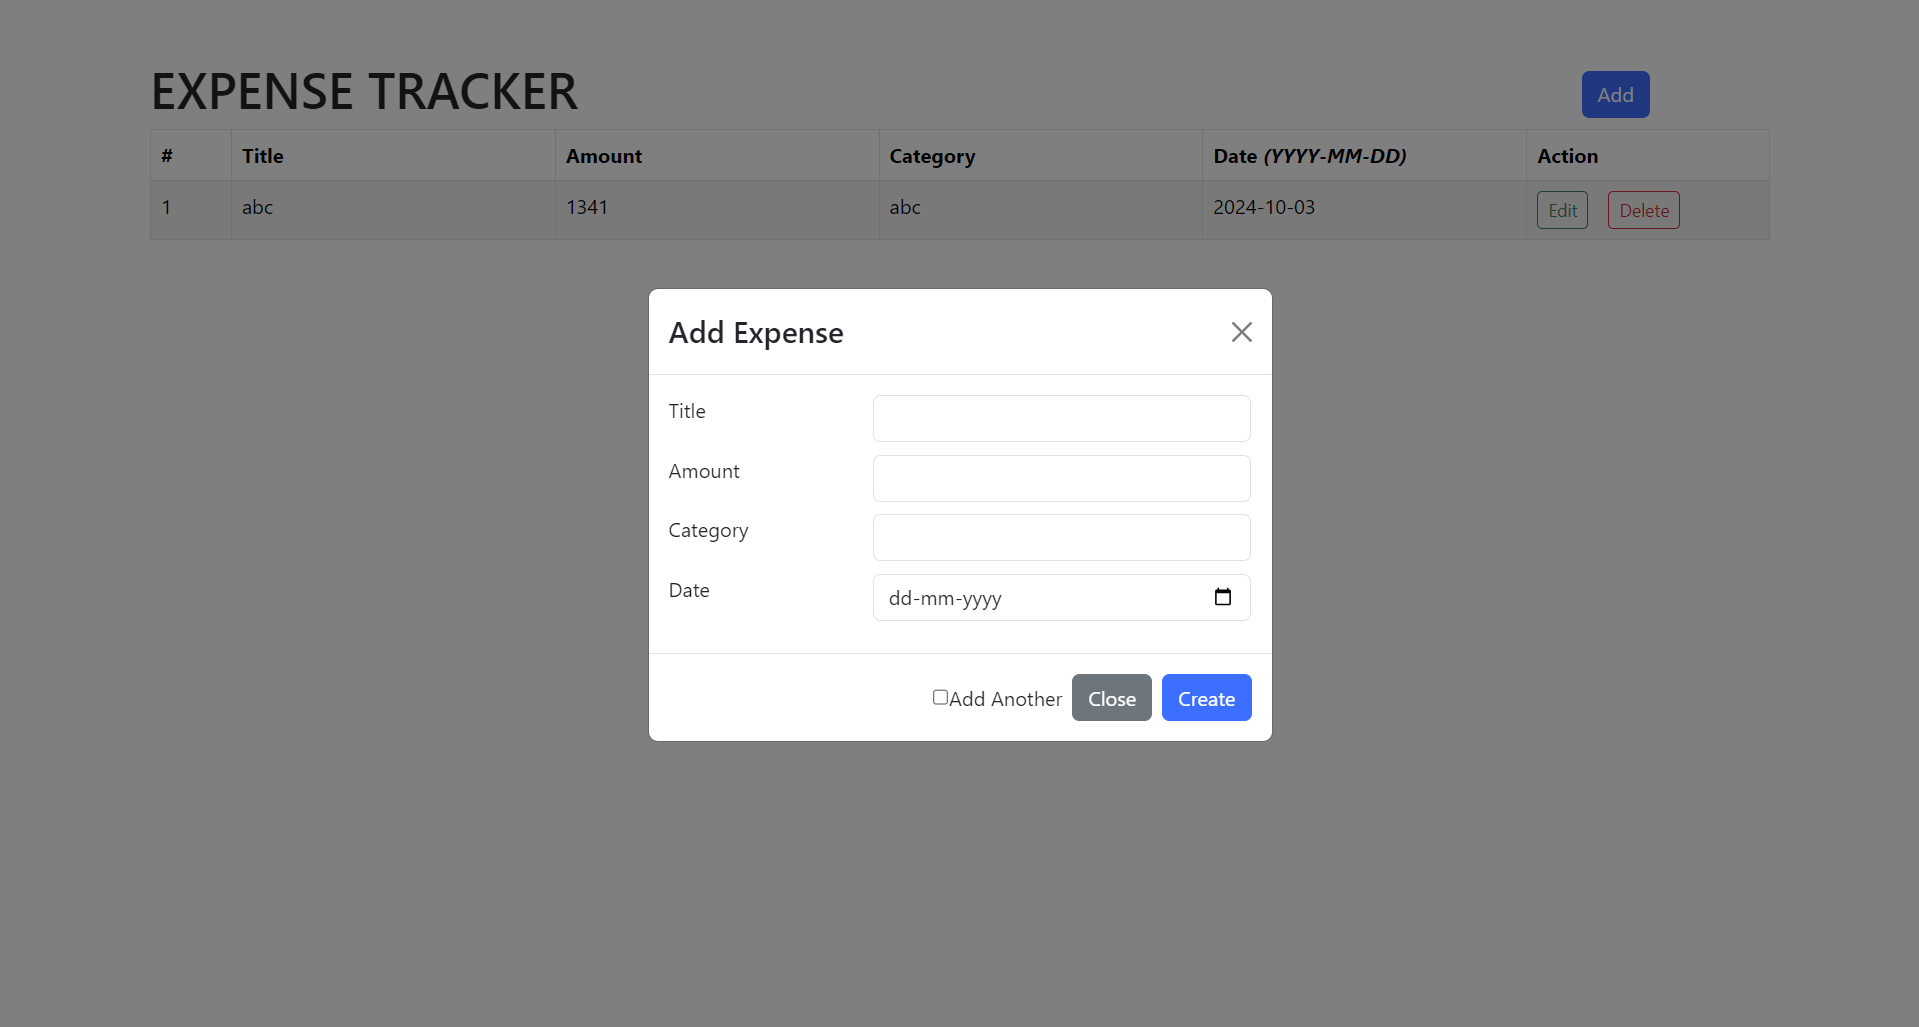 EXPENSE TRACKER Add
# Title Amount Category Date (YYYY-MM-DD) Action
1 abc 1341 abc 2024-10-03 Edit Delete
Add Expense
Title
Amount
Category
Date dd-mm-yyyy
Add Another Close Create